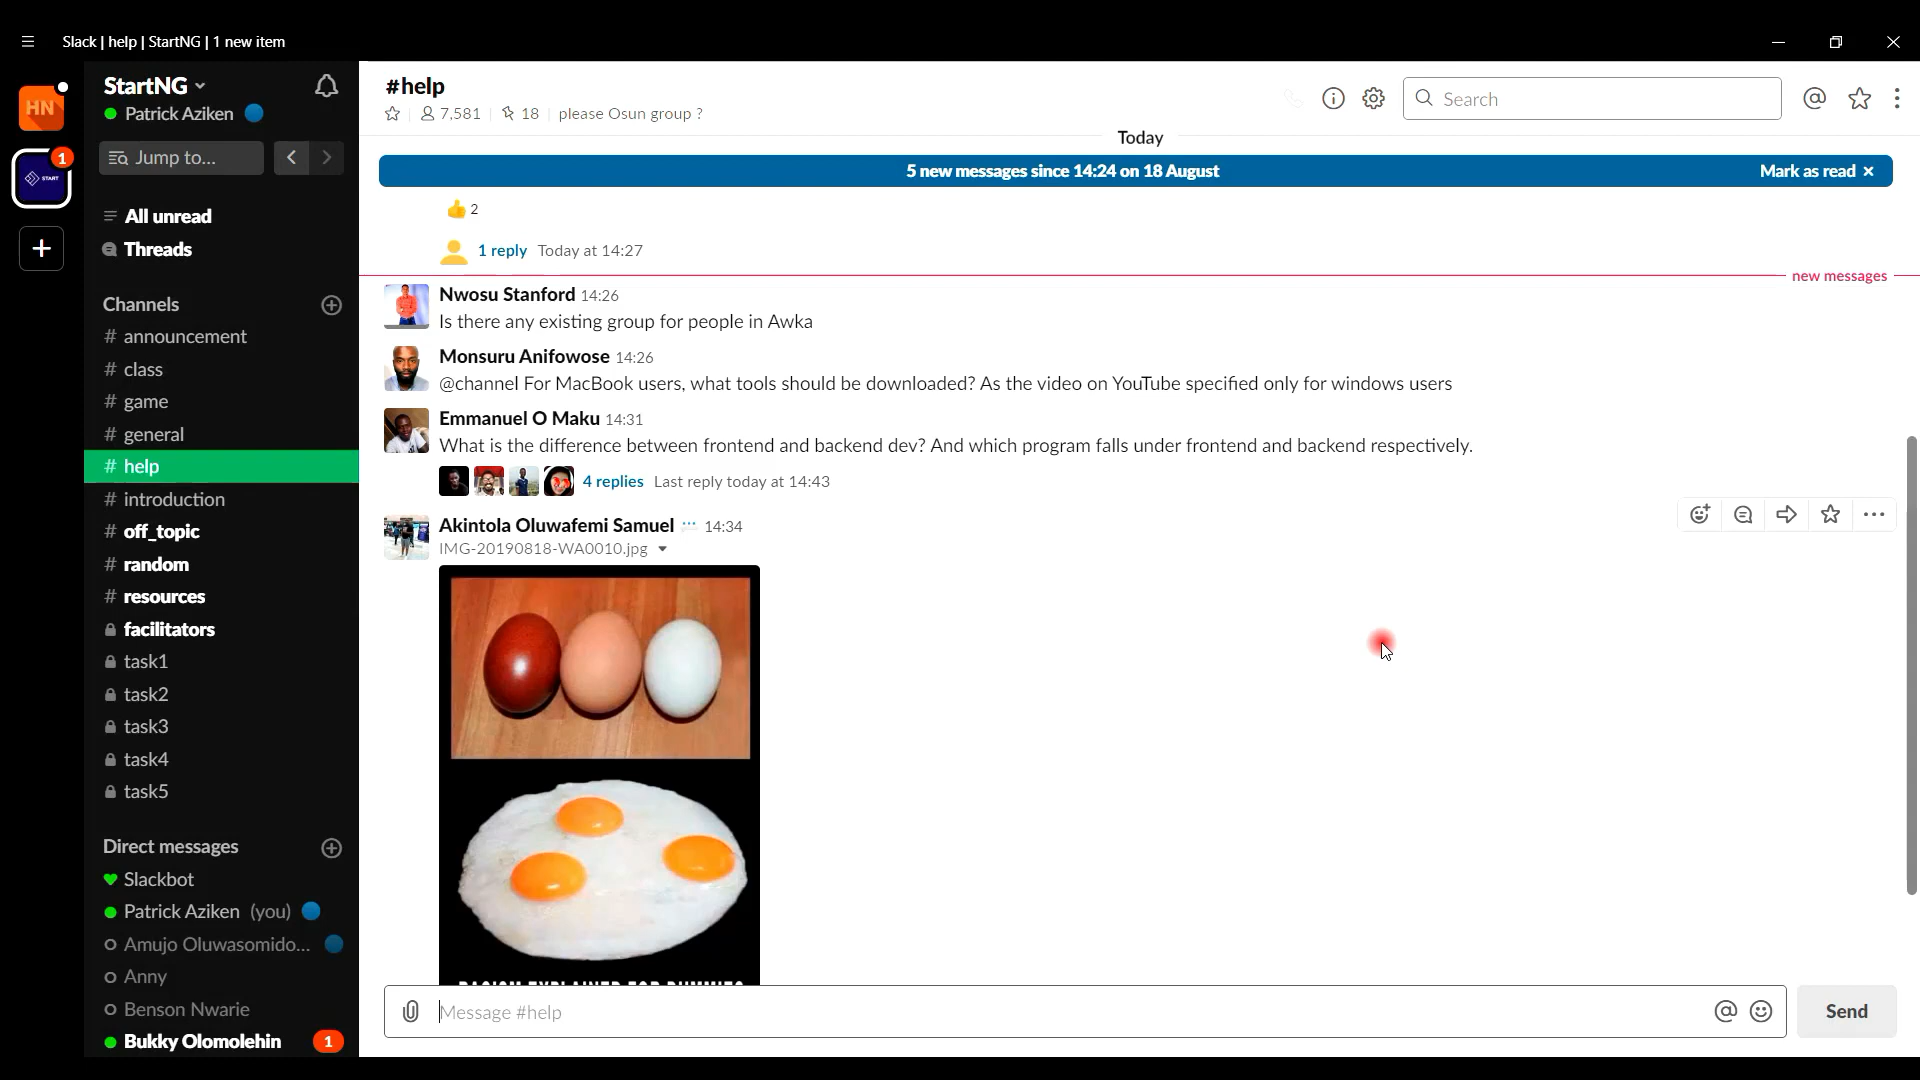 Slack | help | StartNG | 1 new item
HN
1
START
StartNG
Patrick Aziken
Jump to...
All unread
Threads
Channels
# announcement
# class
# game
# general
# help
# introduction
# off_topic
# random
# resources
facilitators
task1
task2
task3
task4
task5
Direct messages
Slackbot
Patrick Aziken (you)
Amujo Oluwasomido...
Anny
Benson Nwarie
Bukky Olomolehin 1
#help
7,581 | 18 | please Osun group ?
Search
Today
5 new messages since 14:24 on 18 August
Mark as read ×
2
1 reply Today at 14:27
new messages
Nwosu Stanford 14:26
Is there any existing group for people in Awka
Monsuru Anifowose 14:26
@channel For MacBook users, what tools should be downloaded? As the video on YouTube specified only for windows users
Emmanuel O Maku 14:31
What is the difference between frontend and backend dev? And which program falls under frontend and backend respectively.
4 replies Last reply today at 14:43
Akintola Oluwafemi Samuel 14:34
IMG-20190818-WA0010.jpg
RACISM EXPLAINED FOR DUMMIES
Message #help
Send